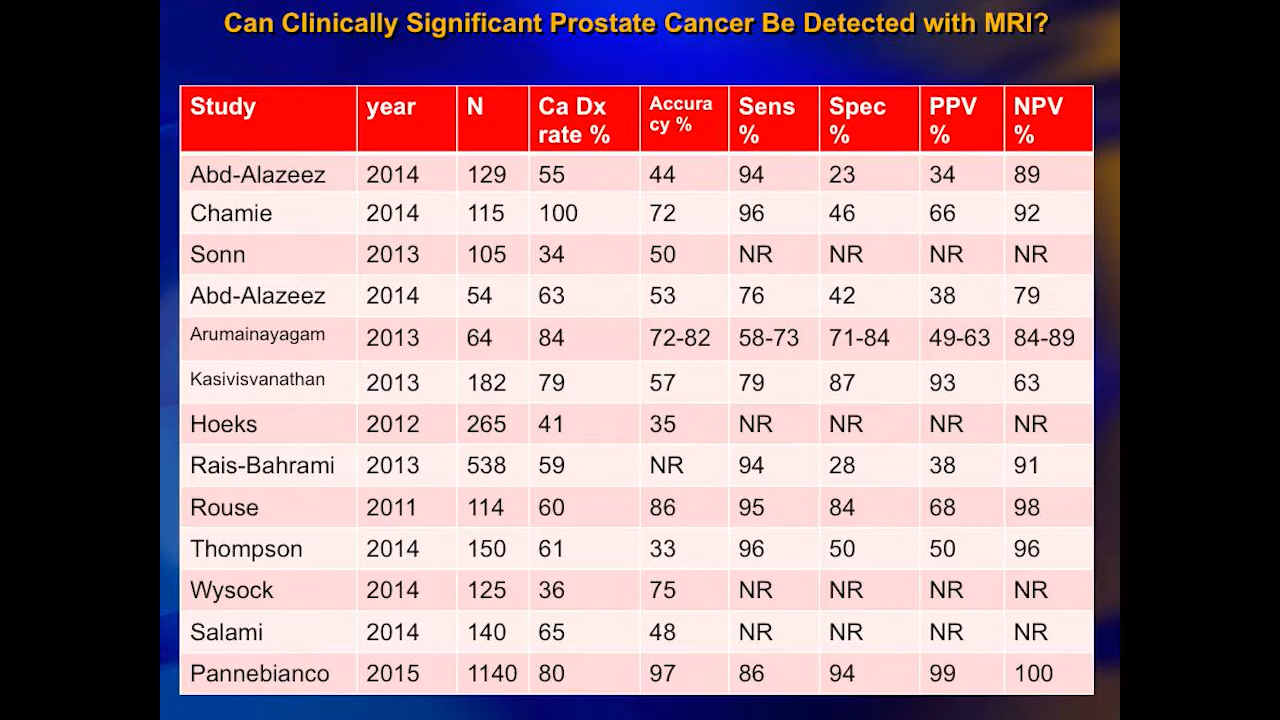 Can Clinically Significant Prostate Cancer Be Detected with MRI?
Study year N Ca Dx rate % Accuracy % Sens % Spec % PPV % NPV %
Abd-Alazeez 2014 129 55 44 94 23 34 89
Chamie 2014 115 100 72 96 46 66 92
Sonn 2013 105 34 50 NR NR NR NR
Abd-Alazeez 2014 54 63 53 76 42 38 79
Arumainayagam 2013 64 84 72-82 58-73 71-84 49-63 84-89
Kasivisvanathan 2013 182 79 57 79 87 93 63
Hoeks 2012 265 41 35 NR NR NR NR
Rais-Bahrami 2013 538 59 NR 94 28 38 91
Rouse 2011 114 60 86 95 84 68 98
Thompson 2014 150 61 33 96 50 50 96
Wysock 2014 125 36 75 NR NR NR NR
Salami 2014 140 65 48 NR NR NR NR
Pannebianco 2015 1140 80 97 86 94 99 100